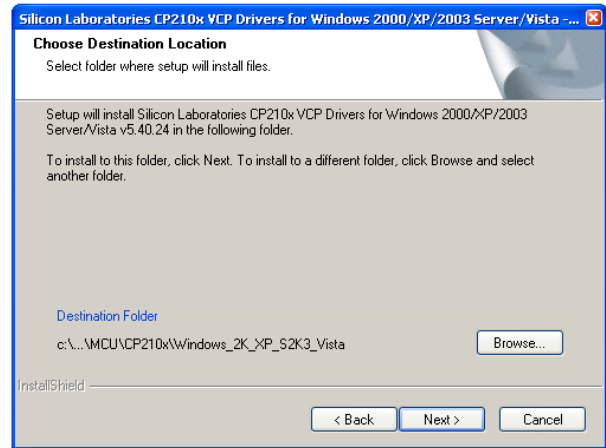 Silicon Laboratories CP210x VCP Drivers for Windows 2000/XP/2003 Server/Vista -...
Choose Destination Location
Select folder where setup will install files.
Setup will install Silicon Laboratories CP210x VCP Drivers for Windows 2000/XP/2003
Server/Vista v5.40.24 in the following folder.
To install to this folder, click Next. To install to a different folder, click Browse and select
another folder.
Destination Folder
c:\...\MCU\CP210x\Windows_2K_XP_S2K3_Vista
Browse...
InstallShield
< Back
Next >
Cancel